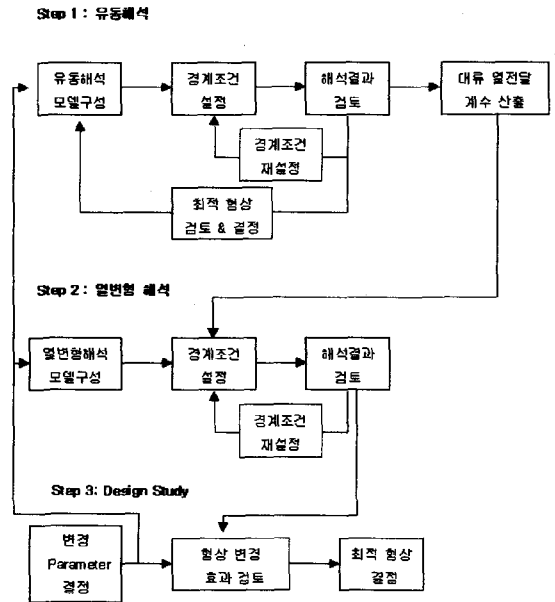 Step 1 : 유동해석
유동해석
모델구성
경계조건
설정
해석결과
검토
대류 열전달
계수 산출
경계조건
재설정
최적 형상
검토 & 결정
Step 2 : 열변형 해석
열변형해석
모델구성
경계조건
설정
해석결과
검토
경계조건
재설정
Step 3: Design Study
변경
Parameter
결정
형상 변경
효과 검토
최적 형상
결정